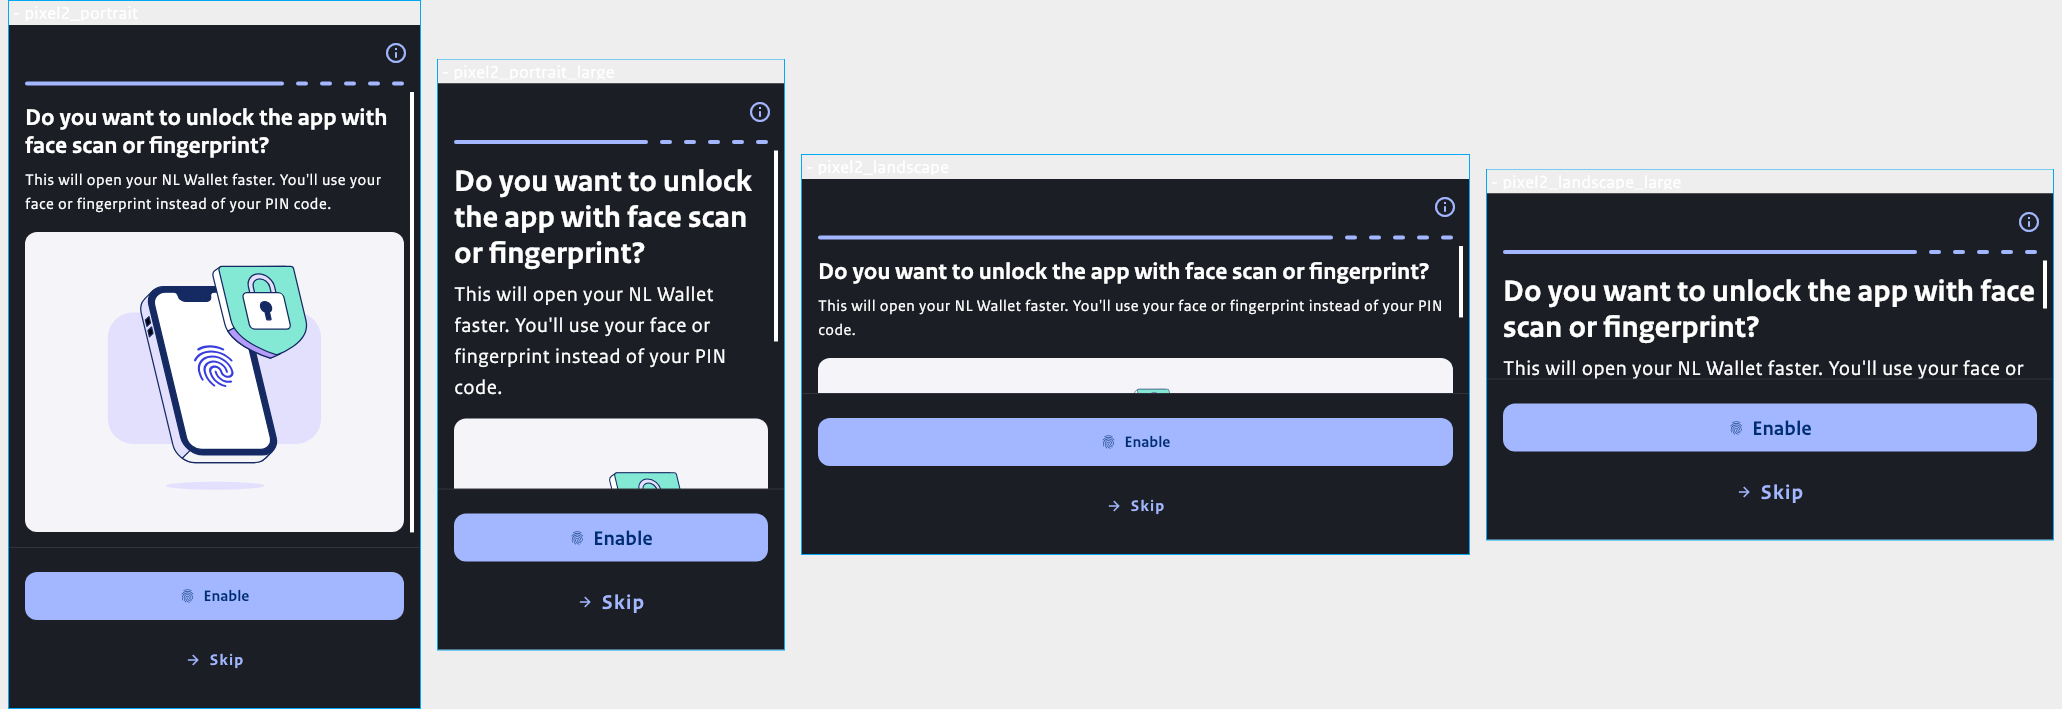 - pixel2_portrait
Do you want to unlock the app with
face scan or fingerprint?
This will open your NL Wallet faster. You'll use your
face or fingerprint instead of your PIN code.
Enable
Skip
- pixel2_portrait_large
Do you want to unlock
the app with face scan
or fingerprint?
This will open your NL Wallet
faster. You'll use your face or
fingerprint instead of your PIN
code.
Enable
Skip
- pixel2_landscape
Do you want to unlock the app with face scan or fingerprint?
This will open your NL Wallet faster. You'll use your face or fingerprint instead of your PIN
code.
Enable
Skip
- pixel2_landscape_large
Do you want to unlock the app with face
scan or fingerprint?
This will open your NL Wallet faster. You'll use your face or
Enable
Skip